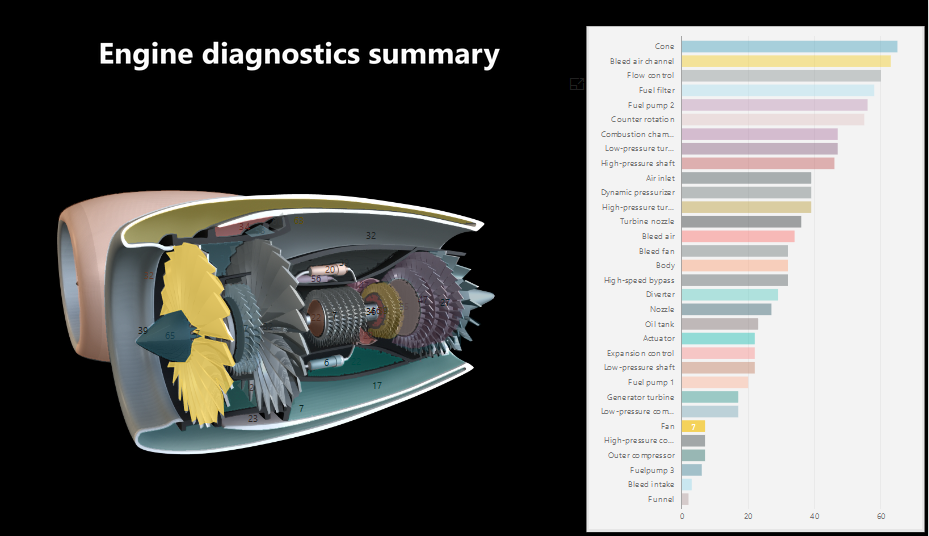 Engine diagnostics summary
Cone
Bleed air channel
Flow control
Fuel filter
Fuel pump 2
Counter rotation
Combustion cham...
Low-pressure tur...
High-pressure shaft
Air inlet
Dynamic pressurizer
High-pressure tur...
Turbine nozzle
Bleed air
Bleed fan
Body
High-speed bypass
Diverter
Nozzle
Oil tank
Actuator
Expansion control
Low-pressure shaft
Fuel pump 1
Generator turbine
Low-pressure com...
Fan 7
High-pressure co...
Outer compressor
Fuelpump 3
Bleed intake
Funnel
0 20 40 60
32
20
39
65
6
17
7
23